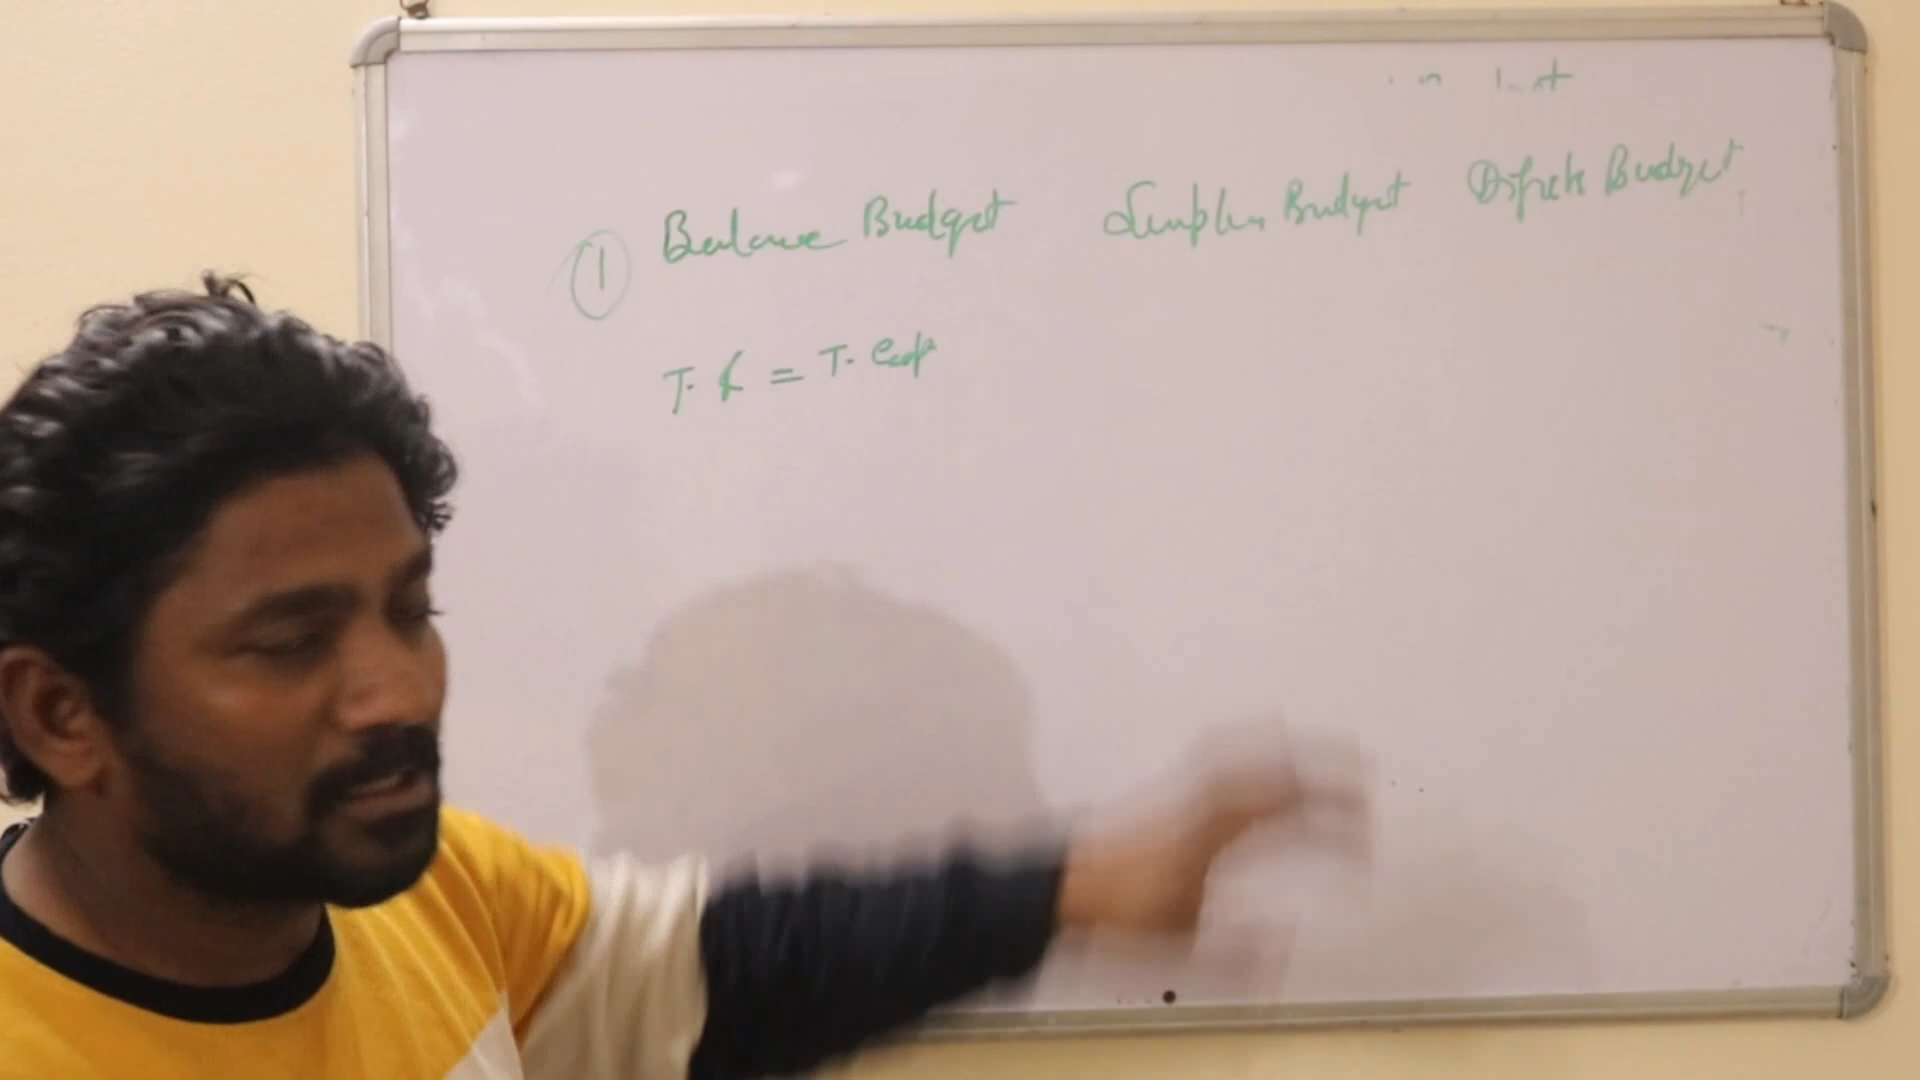 ① Balance Budget Surplus Budget Deficit Budget
T. R = T. Exp